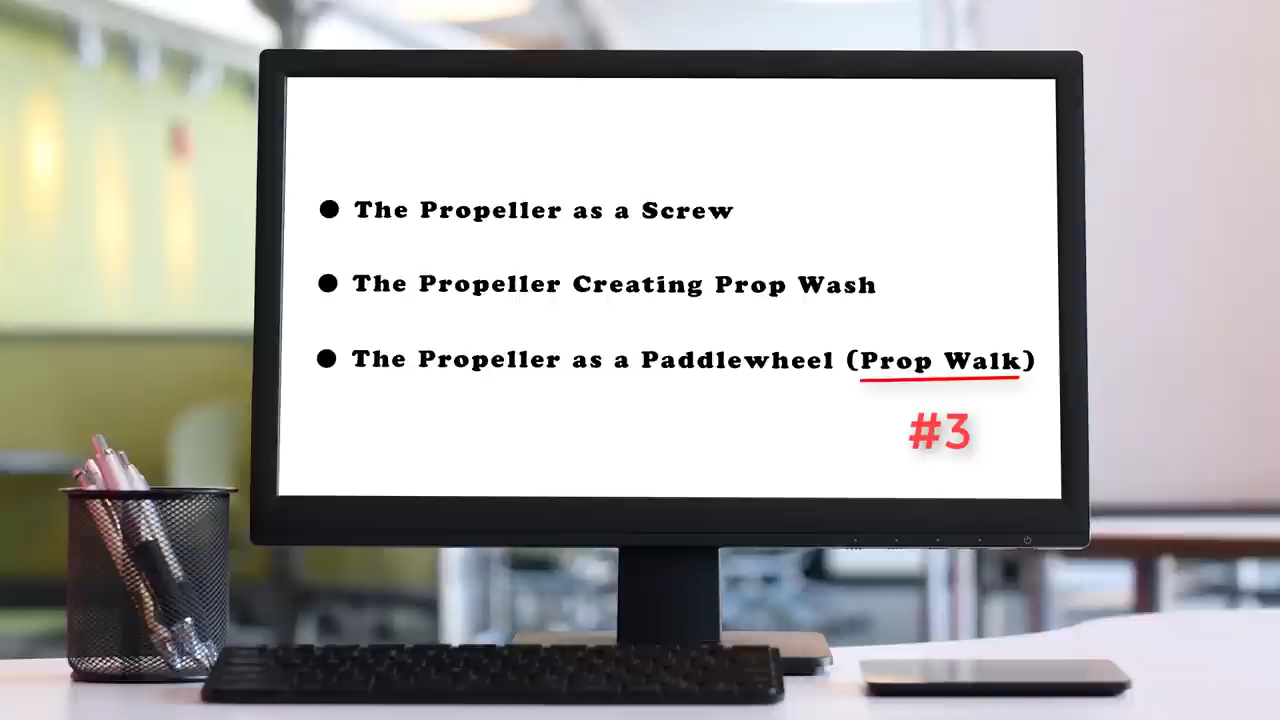 ● The Propeller as a Screw
● The Propeller Creating Prop Wash
● The Propeller as a Paddlewheel (Prop Walk)
#3